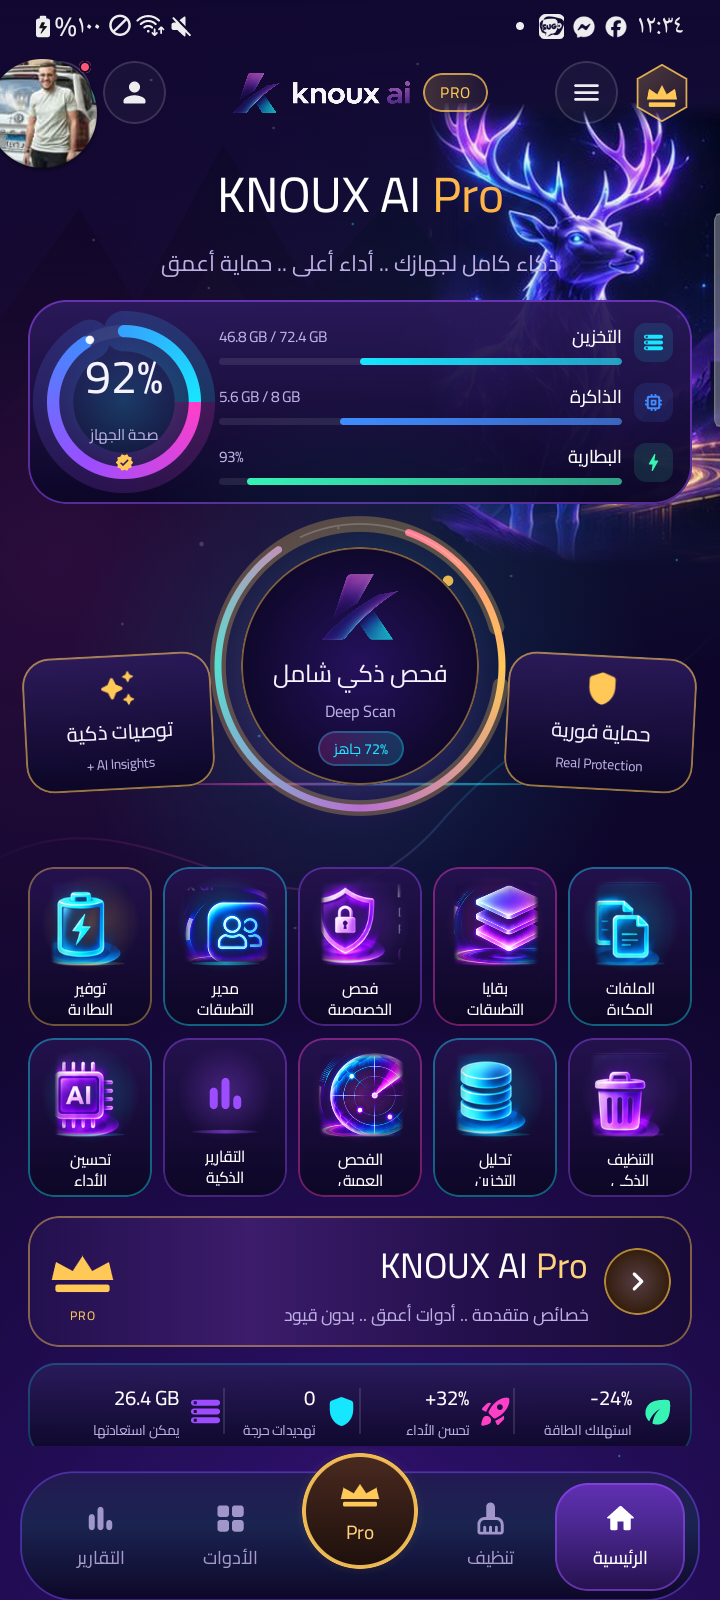 %١٠٠
١٢:٣٤
knoux ai
PRO
KNOUX AI Pro
ذكاء كامل لجهازك .. أداء أعلى .. حماية أعمق
التخزين
46.8 GB / 72.4 GB
الذاكرة
5.6 GB / 8 GB
البطارية
93%
92%
صحة الجهاز
فحص ذكي شامل
Deep Scan
72% جاهز
حماية فورية
Real Protection
توصيات ذكية
AI Insights +
الملفات
المكررة
بقايا
التطبيقات
فحص
الخصوصية
مدير
التطبيقات
توفير
البطارية
التنظيف
الذكي
تحليل
التخزين
الفحص
العميق
التقارير
الذكية
AI
تحسين
الأداء
KNOUX AI Pro
خصائص متقدمة .. أدوات أعمق .. بدون قيود
PRO
-24%
استهلاك الطاقة
+32%
تحسن الأداء
0
تهديدات حرجة
26.4 GB
يمكن استعادتها
الرئيسية
تنظيف
Pro
الأدوات
التقارير